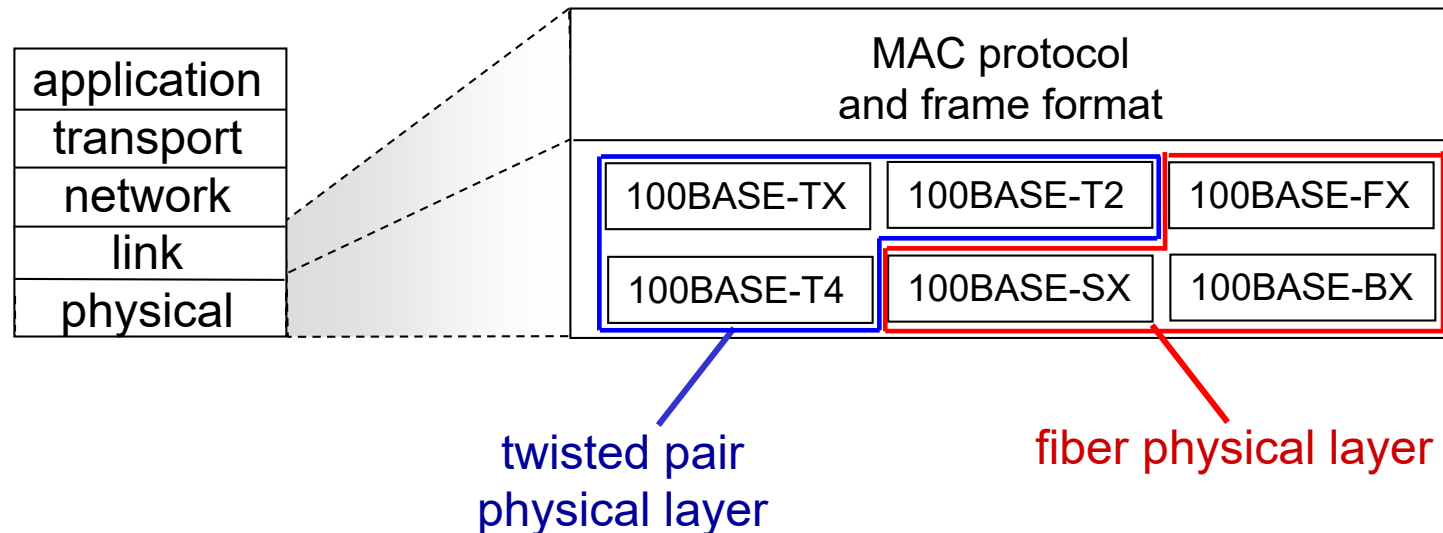 application
transport
network
link
physical
MAC protocol
and frame format
100BASE-TX
100BASE-T2
100BASE-FX
100BASE-T4
100BASE-SX
100BASE-BX
twisted pair
physical layer
fiber physical layer